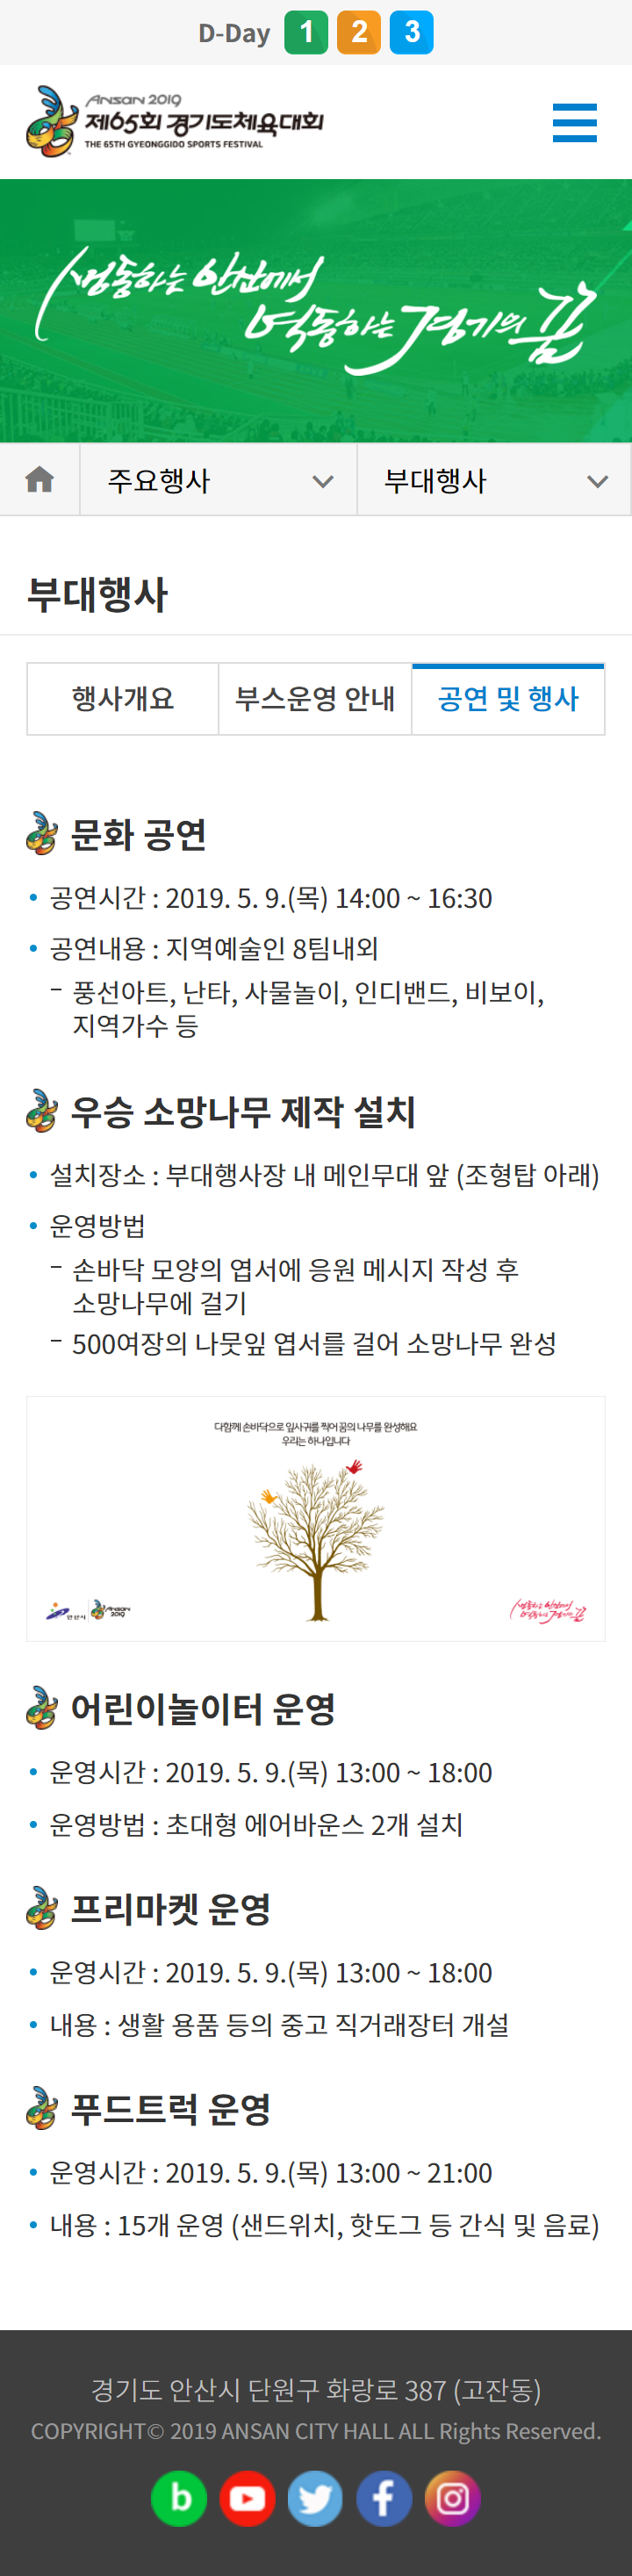 D-Day 1 2 3
ANSAN 2019
제65회 경기도체육대회
THE 65TH GYEONGGIDO SPORTS FESTIVAL
생동하는 안산에서
역동하는 경기의 꿈
주요행사
부대행사
부대행사
행사개요
부스운영 안내
공연 및 행사
문화 공연
공연시간 : 2019. 5. 9.(목) 14:00 ~ 16:30
공연내용 : 지역예술인 8팀내외
풍선아트, 난타, 사물놀이, 인디밴드, 비보이,
지역가수 등
우승 소망나무 제작 설치
설치장소 : 부대행사장 내 메인무대 앞 (조형탑 아래)
운영방법
손바닥 모양의 엽서에 응원 메시지 작성 후
소망나무에 걸기
500여장의 나뭇잎 엽서를 걸어 소망나무 완성
다함께 손바닥으로 잎사귀를 찍어 꿈의 나무를 완성해요
우리는 하나입니다
안산시
ANSAN
2019
생동하는 안산에서
역동하는 경기의 꿈
어린이놀이터 운영
운영시간 : 2019. 5. 9.(목) 13:00 ~ 18:00
운영방법 : 초대형 에어바운스 2개 설치
프리마켓 운영
운영시간 : 2019. 5. 9.(목) 13:00 ~ 18:00
내용 : 생활 용품 등의 중고 직거래장터 개설
푸드트럭 운영
운영시간 : 2019. 5. 9.(목) 13:00 ~ 21:00
내용 : 15개 운영 (샌드위치, 핫도그 등 간식 및 음료)
경기도 안산시 단원구 화랑로 387 (고잔동)
COPYRIGHT© 2019 ANSAN CITY HALL ALL Rights Reserved.